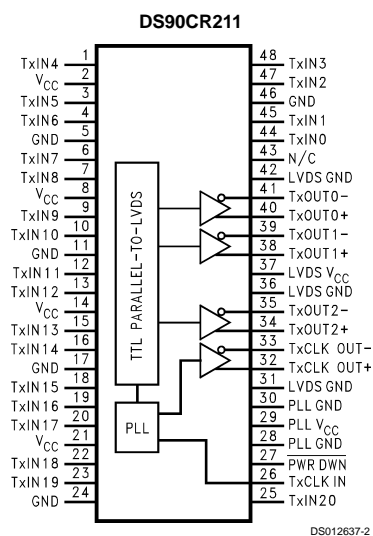 DS90CR211
TxIN4 1
VCC 2
TxIN5 3
TxIN6 4
GND 5
TxIN7 6
TxIN8 7
VCC 8
TxIN9 9
TxIN10 10
GND 11
TxIN11 12
TxIN12 13
VCC 14
TxIN13 15
TxIN14 16
GND 17
TxIN15 18
TxIN16 19
TxIN17 20
VCC 21
TxIN18 22
TxIN19 23
GND 24
TTL PARALLEL-TO-LVDS
PLL
48 TxIN3
47 TxIN2
46 GND
45 TxIN1
44 TxIN0
43 N/C
42 LVDS GND
41 TxOUT0-
40 TxOUT0+
39 TxOUT1-
38 TxOUT1+
37 LVDS VCC
36 LVDS GND
35 TxOUT2-
34 TxOUT2+
33 TxCLK OUT-
32 TxCLK OUT+
31 LVDS GND
30 PLL GND
29 PLL VCC
28 PLL GND
27 PWR DWN
26 TxCLK IN
25 TxIN20
DS012637-2